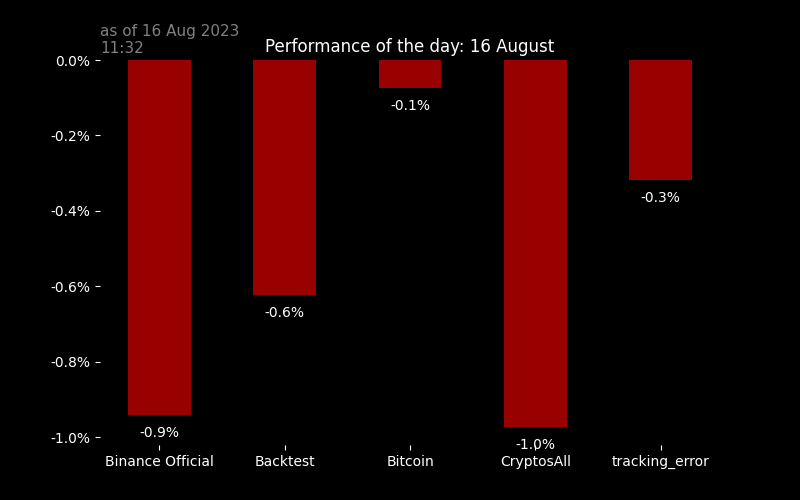 as of 16 Aug 2023
11:32
Performance of the day: 16 August
0.0%
-0.2%
-0.4%
-0.6%
-0.8%
-1.0%
-0.9%
-0.6%
-0.1%
-1.0%
-0.3%
Binance Official
Backtest
Bitcoin
CryptosAll
tracking_error